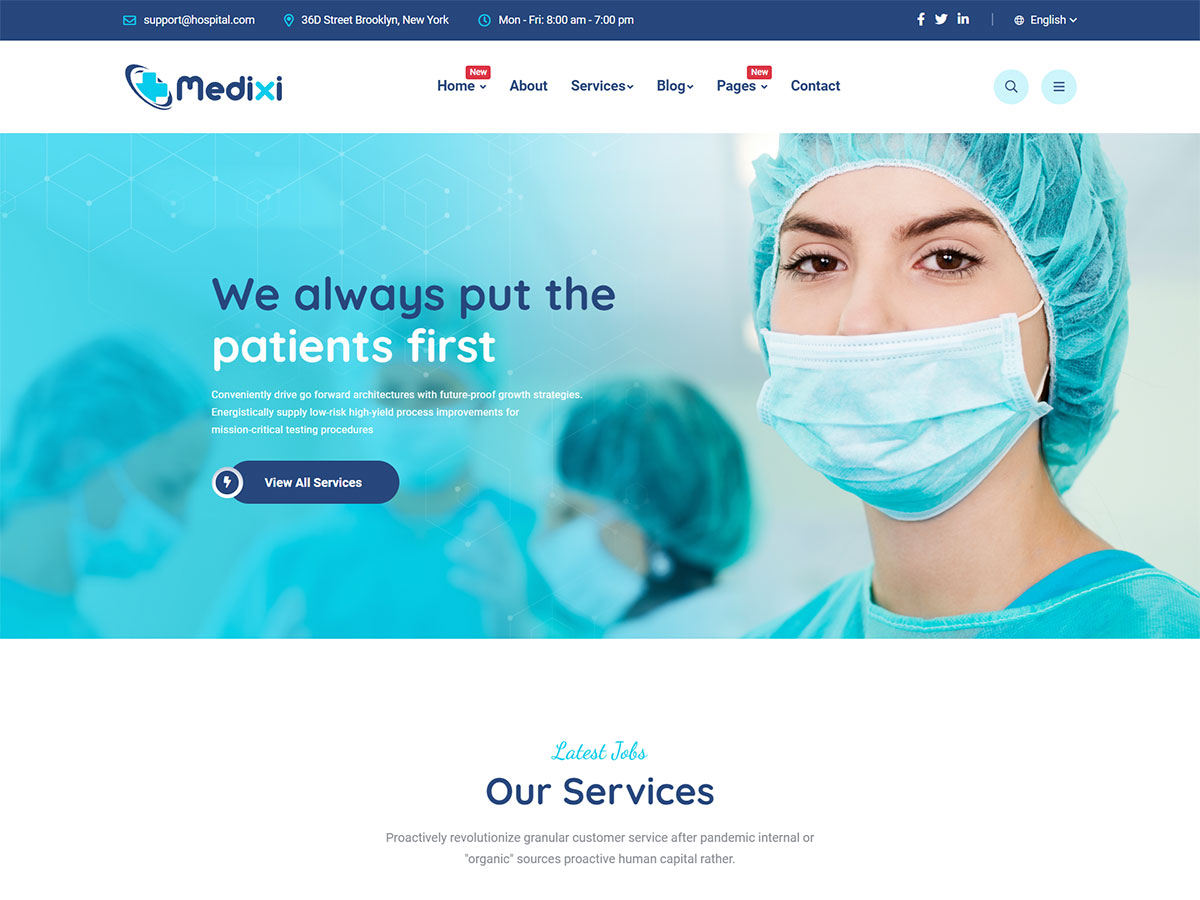 support@hospital.com
36D Street Brooklyn, New York
Mon - Fri: 8:00 am - 7:00 pm
English
Medixi
New
New
Home
About
Services
Blog
Pages
Contact
We always put the
patients first
Conveniently drive go forward architectures with future-proof growth strategies.
Energistically supply low-risk high-yield process improvements for
mission-critical testing procedures
View All Services
Latest Jobs
Our Services
Proactively revolutionize granular customer service after pandemic internal or
"organic" sources proactive human capital rather.